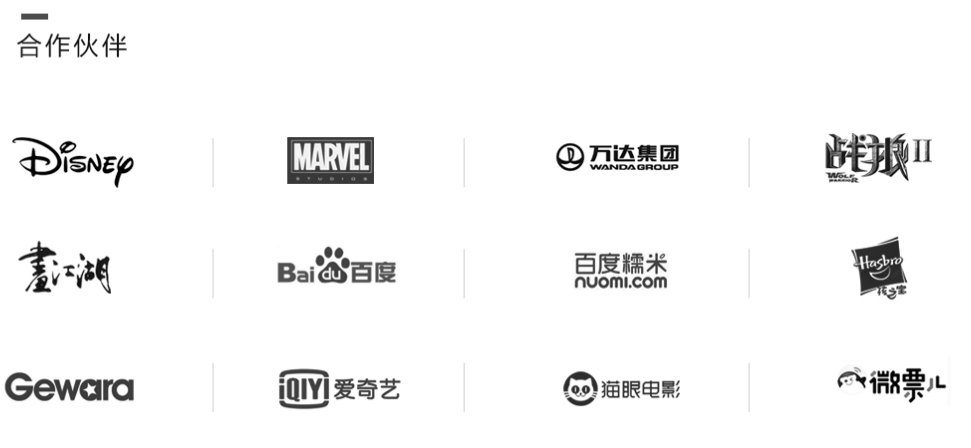 合作伙伴
Disney
MARVEL
STUDIOS
万达集团
WANDA GROUP
战狼II
WOLF
WARRIOR
畫江湖
Bai du 百度
百度糯米
nuomi.com
Hasbro
孩之宝
Gewara
iQIYI 爱奇艺
猫眼电影
微票儿